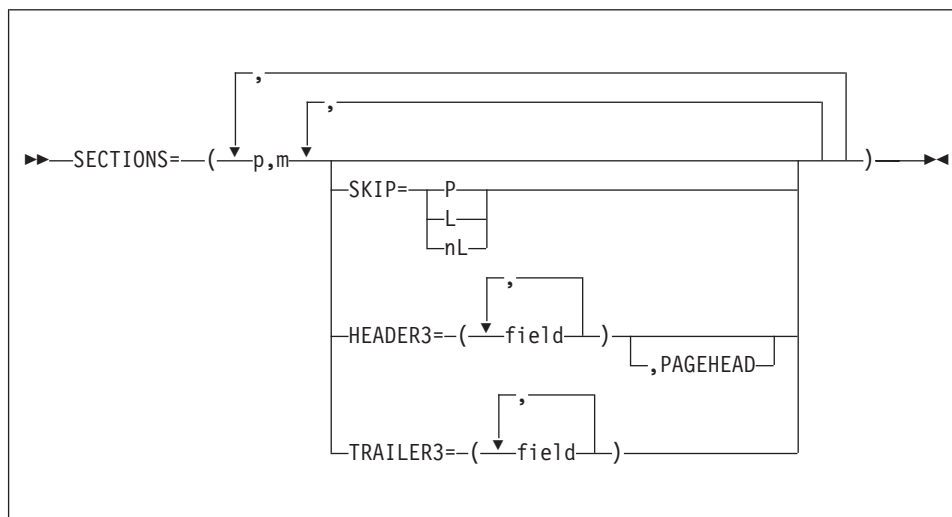 ,
,
SECTIONS= ( p,m )
SKIP= P
L
nL
,
HEADER3= ( field )
,PAGEHEAD
,
TRAILER3= ( field )